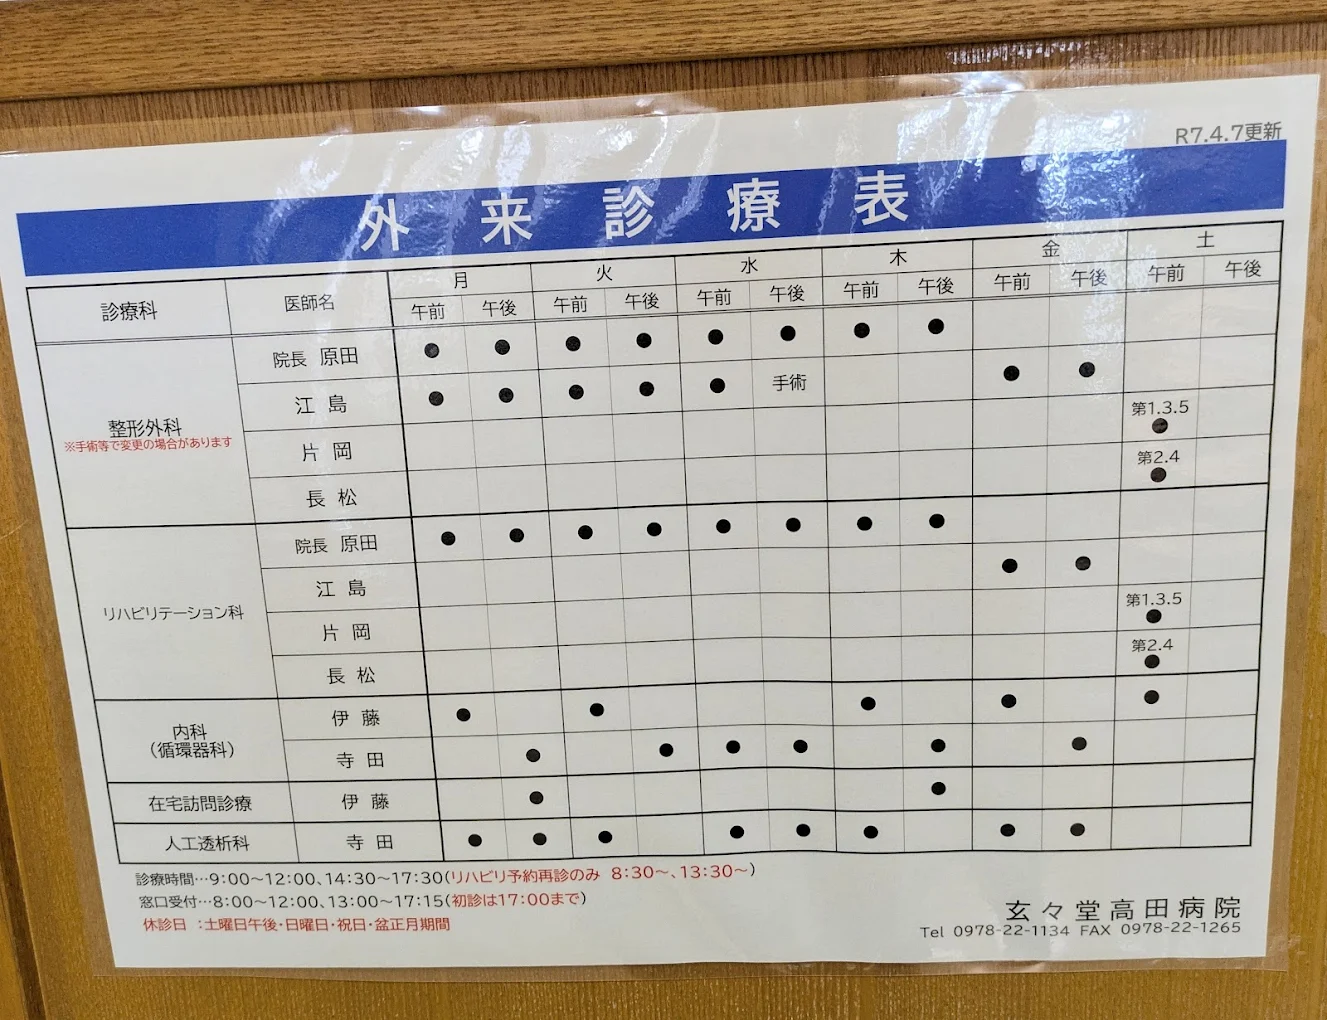 R7.4.7更新
外来診療表
診療科 医師名 月 火 水 木 金 土
午前 午後 午前 午後 午前 午後 午前 午後 午前 午後 午前 午後
整形外科
※手術等で変更の場合があります
院長 原田 ● ● ● ● ● ● ● ●
江島 ● ● ● ● ● 手術 ● ●
片岡 第1.3.5 ●
長松 第2.4 ●
リハビリテーション科
院長 原田 ● ● ● ● ● ● ● ●
江島 ● ●
片岡 第1.3.5 ●
長松 第2.4 ●
内科
（循環器科）
伊藤 ● ● ● ● ●
寺田 ● ● ● ● ● ●
在宅訪問診療 伊藤 ● ●
人工透析科 寺田 ● ● ● ● ● ● ● ●
診療時間…9:00～12:00、14:30～17:30(リハビリ予約再診のみ 8:30～、13:30～)
窓口受付…8:00～12:00、13:00～17:15(初診は17:00まで)
休診日 ：土曜日午後・日曜日・祝日・盆正月期間
玄々堂高田病院
Tel 0978-22-1134 FAX 0978-22-1265